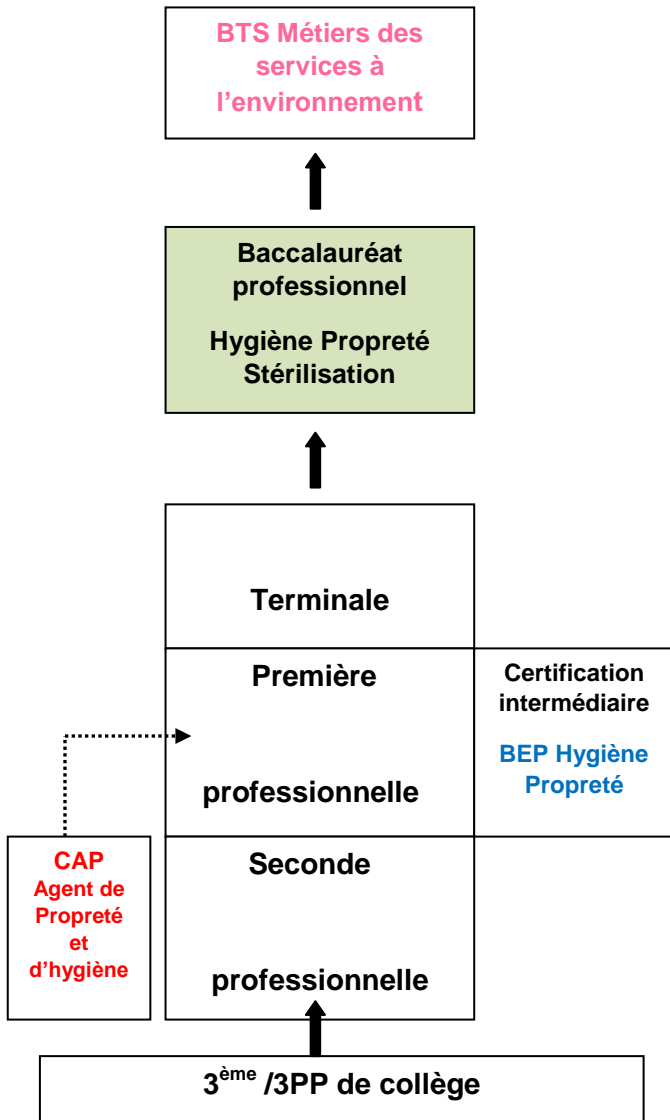 BTS Métiers des
services à
l'environnement
Baccalauréat
professionnel
Hygiène Propreté
Stérilisation
Terminale
Première
professionnelle
Certification
intermédiaire
BEP Hygiène
Propreté
CAP
Agent de
Propreté
et
d'hygiène
Seconde
professionnelle
3ème /3PP de collège